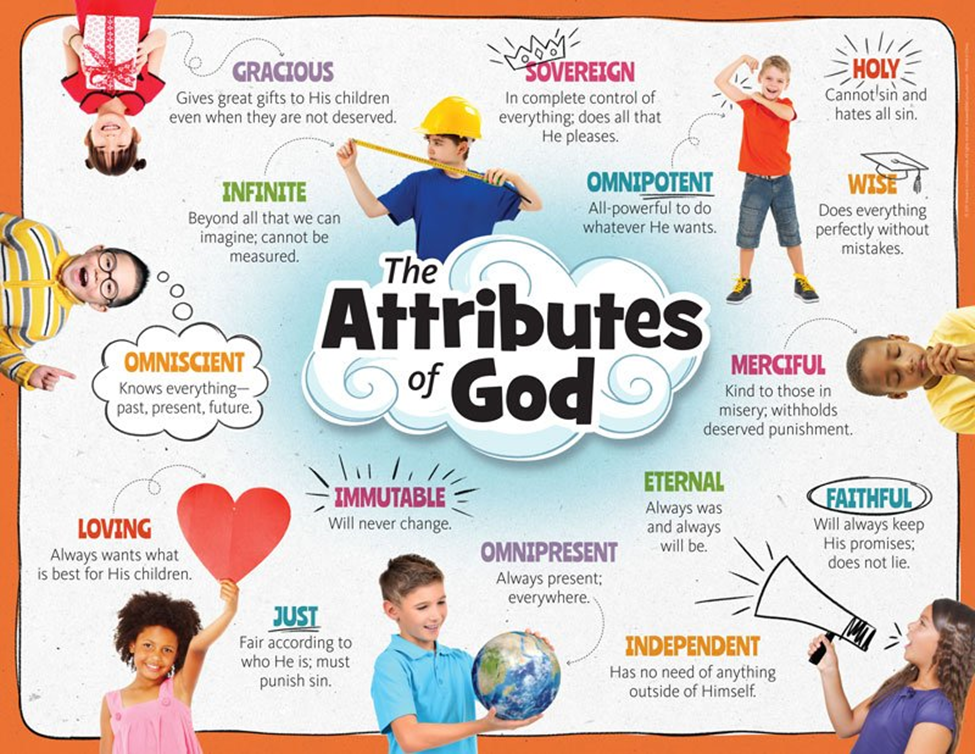 GRACIOUS
Gives great gifts to His children
even when they are not deserved.
SOVEREIGN
In complete control of
everything; does all that
He pleases.
HOLY
Cannot sin and
hates all sin.
INFINITE
Beyond all that we can
imagine; cannot be
measured.
OMNIPOTENT
All-powerful to do
whatever He wants.
WISE
Does everything
perfectly without
mistakes.
The
Attributes
of God
OMNISCIENT
Knows everything—
past, present, future.
MERCIFUL
Kind to those in
misery; withholds
deserved punishment.
LOVING
Always wants what
is best for His children.
IMMUTABLE
Will never change.
ETERNAL
Always was
and always
will be.
FAITHFUL
Will always keep
His promises;
does not lie.
JUST
Fair according to
who He is; must
punish sin.
OMNIPRESENT
Always present;
everywhere.
INDEPENDENT
Has no need of anything
outside of Himself.